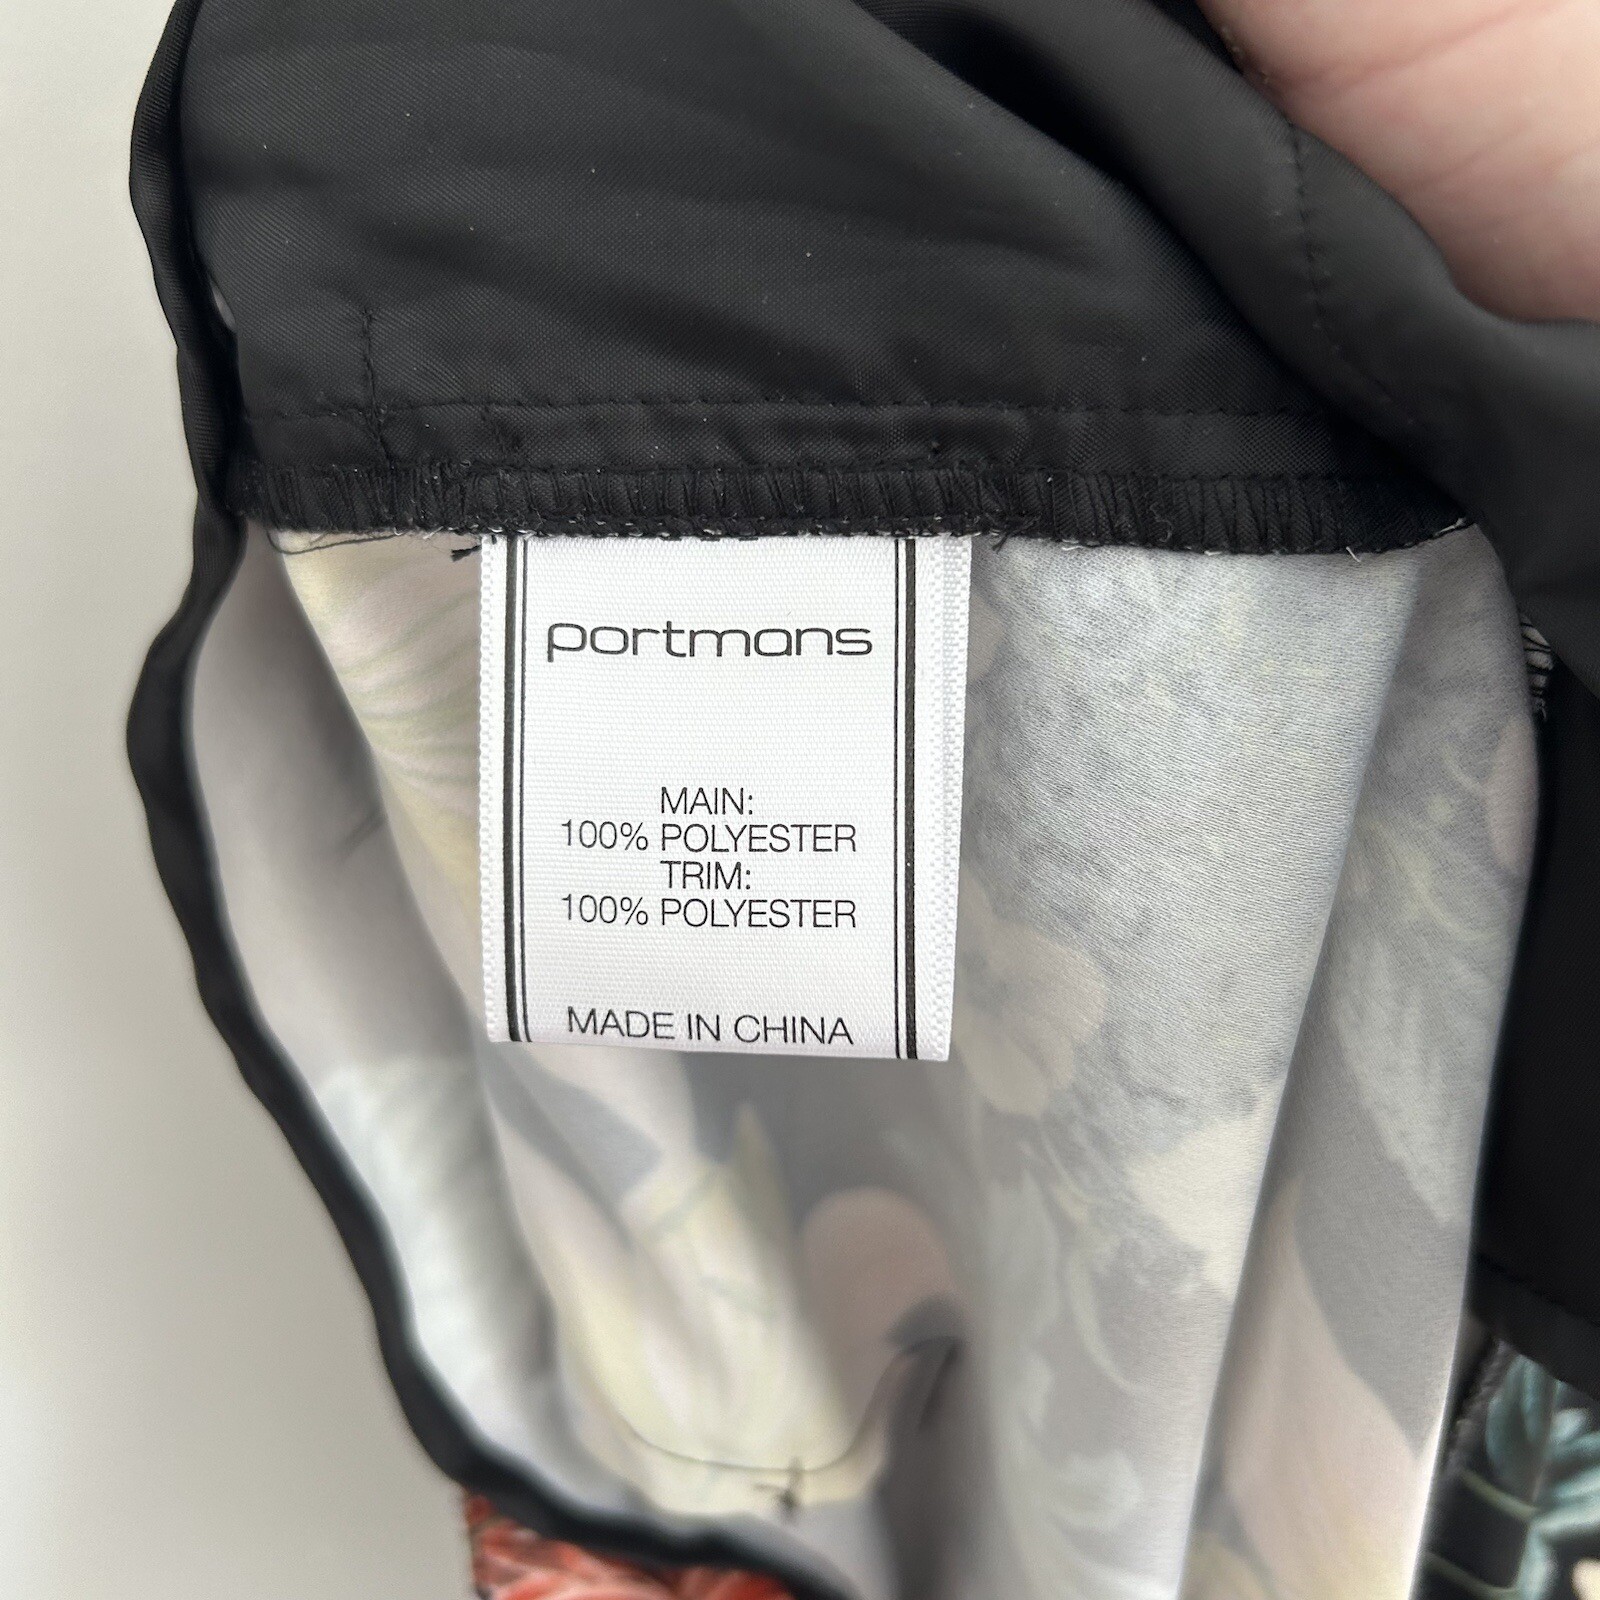 portmans
MAIN:
100% POLYESTER
TRIM:
100% POLYESTER
MADE IN CHINA